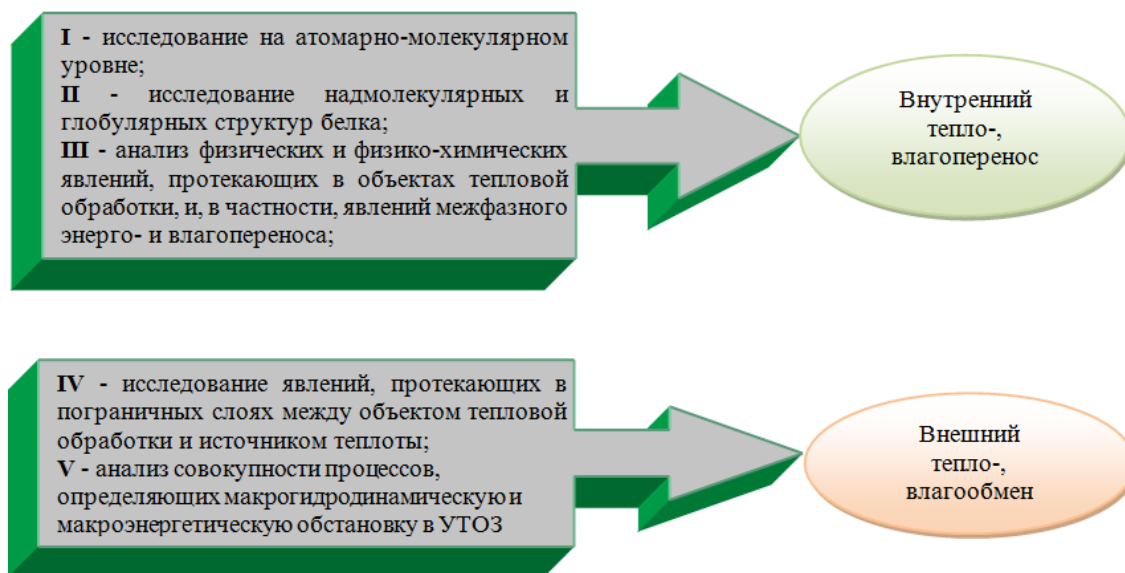 I - исследование на атомарно-молекулярном
уровне;
II - исследование надмолекулярных и
глобулярных структур белка;
III - анализ физических и физико-химических
явлений, протекающих в объектах тепловой
обработки, и, в частности, явлений межфазного
энерго- и влагопереноса;
Внутренний
тепло-,
влагоперенос
IV - исследование явлений, протекающих в
пограничных слоях между объектом тепловой
обработки и источником теплоты;
V - анализ совокупности процессов,
определяющих макрогидродинамическую и
макроэнергетическую обстановку в УТОЗ
Внешний
тепло-,
влагообмен